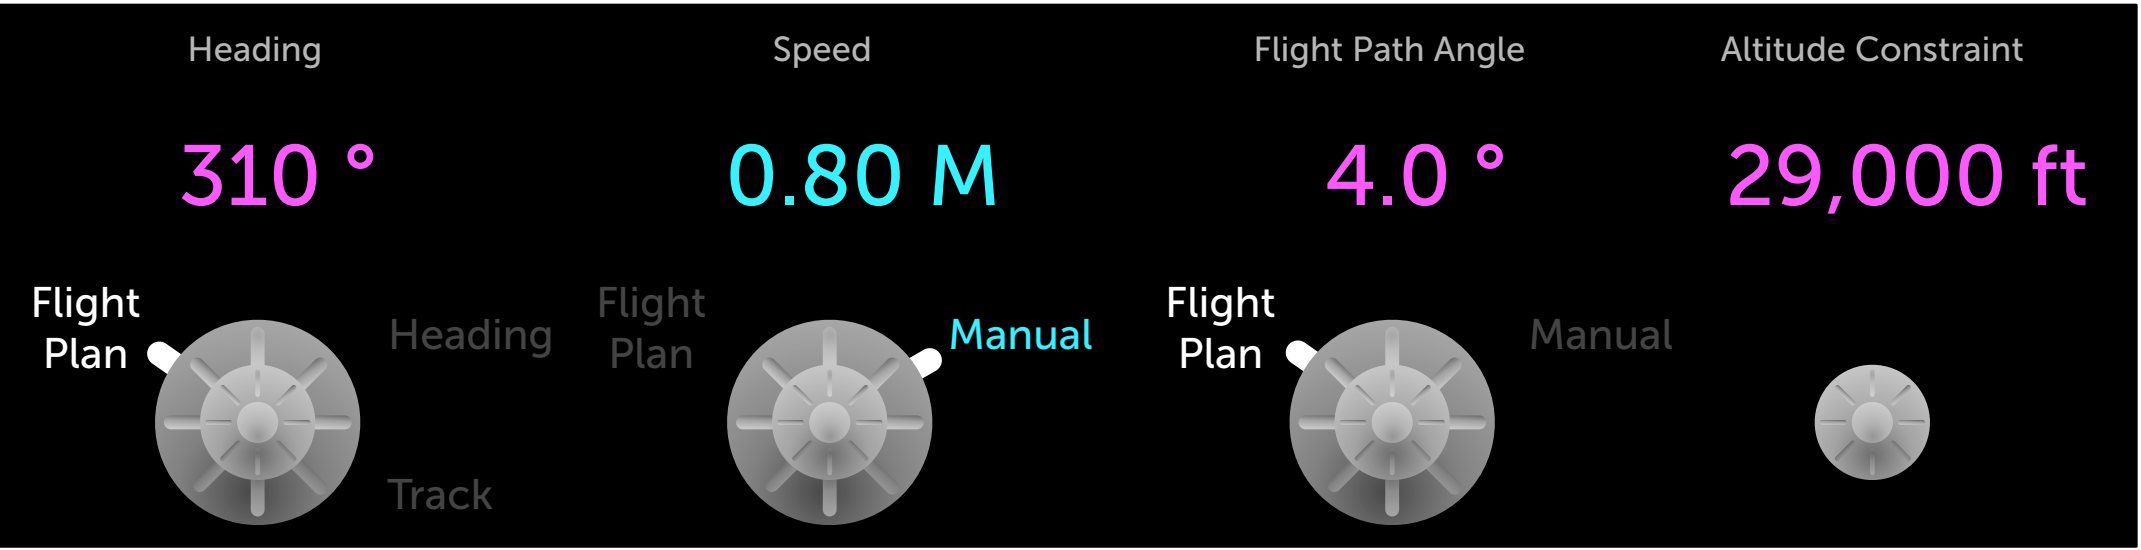 Heading
Speed
Flight Path Angle
Altitude Constraint
310 °
0.80 M
4.0 °
29,000 ft
Flight
Plan
Heading
Track
Flight
Plan
Manual
Flight
Plan
Manual